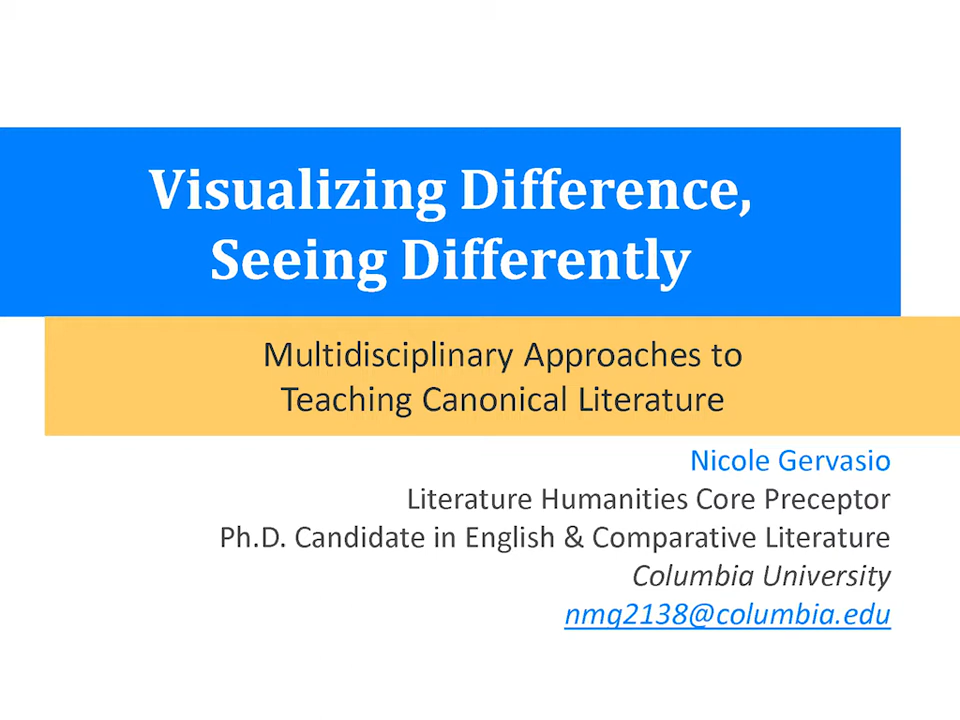 Visualizing Difference,
Seeing Differently
Multidisciplinary Approaches to
Teaching Canonical Literature
Nicole Gervasio
Literature Humanities Core Preceptor
Ph.D. Candidate in English & Comparative Literature
Columbia University
nmg2138@columbia.edu